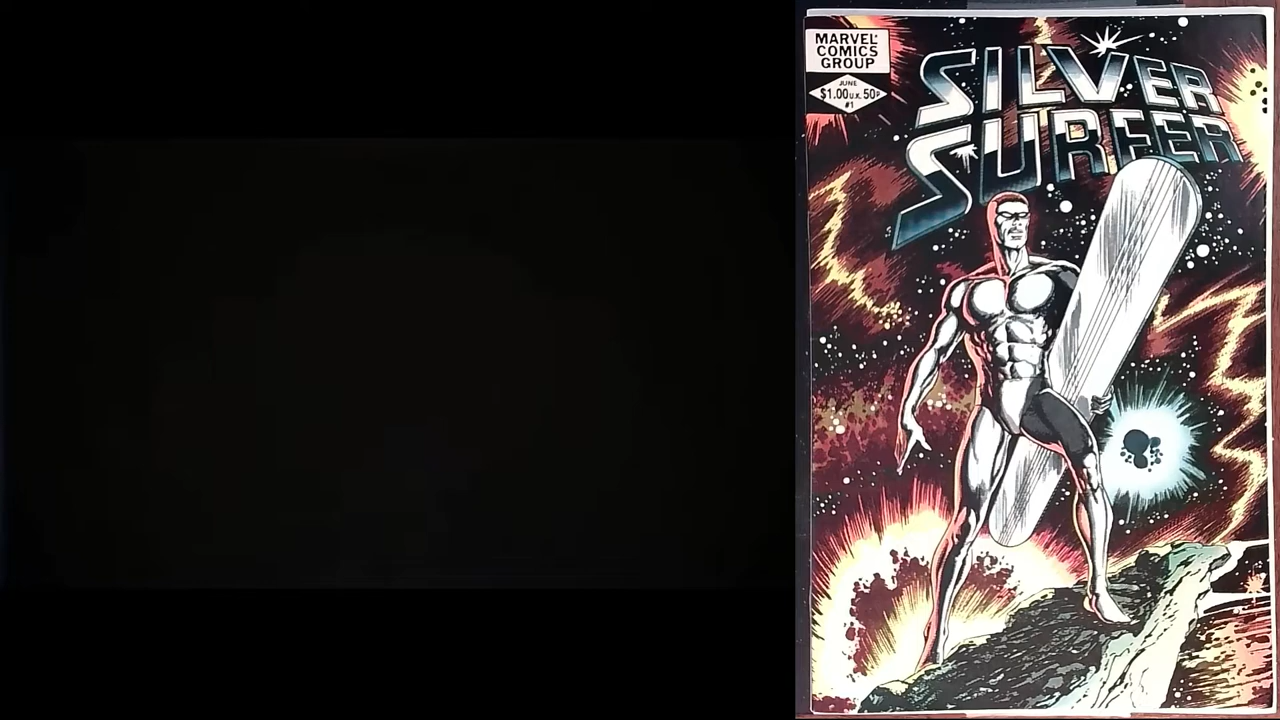 MARVEL®
COMICS
GROUP
JUNE
$1.00 U.K. 50p
#1
SILVER
SURFER